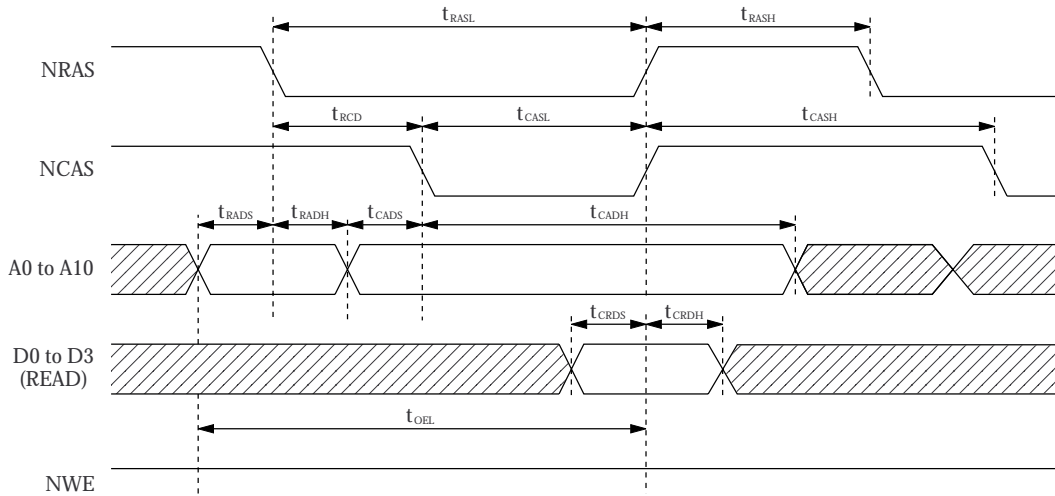 tRASL tRASH
NRAS
tRCD tCASL tCASH
NCAS
tRADS tRADH tCADS tCADH
A0 to A10
tCRDS tCRDH
D0 to D3
(READ)
tOEL
NWE